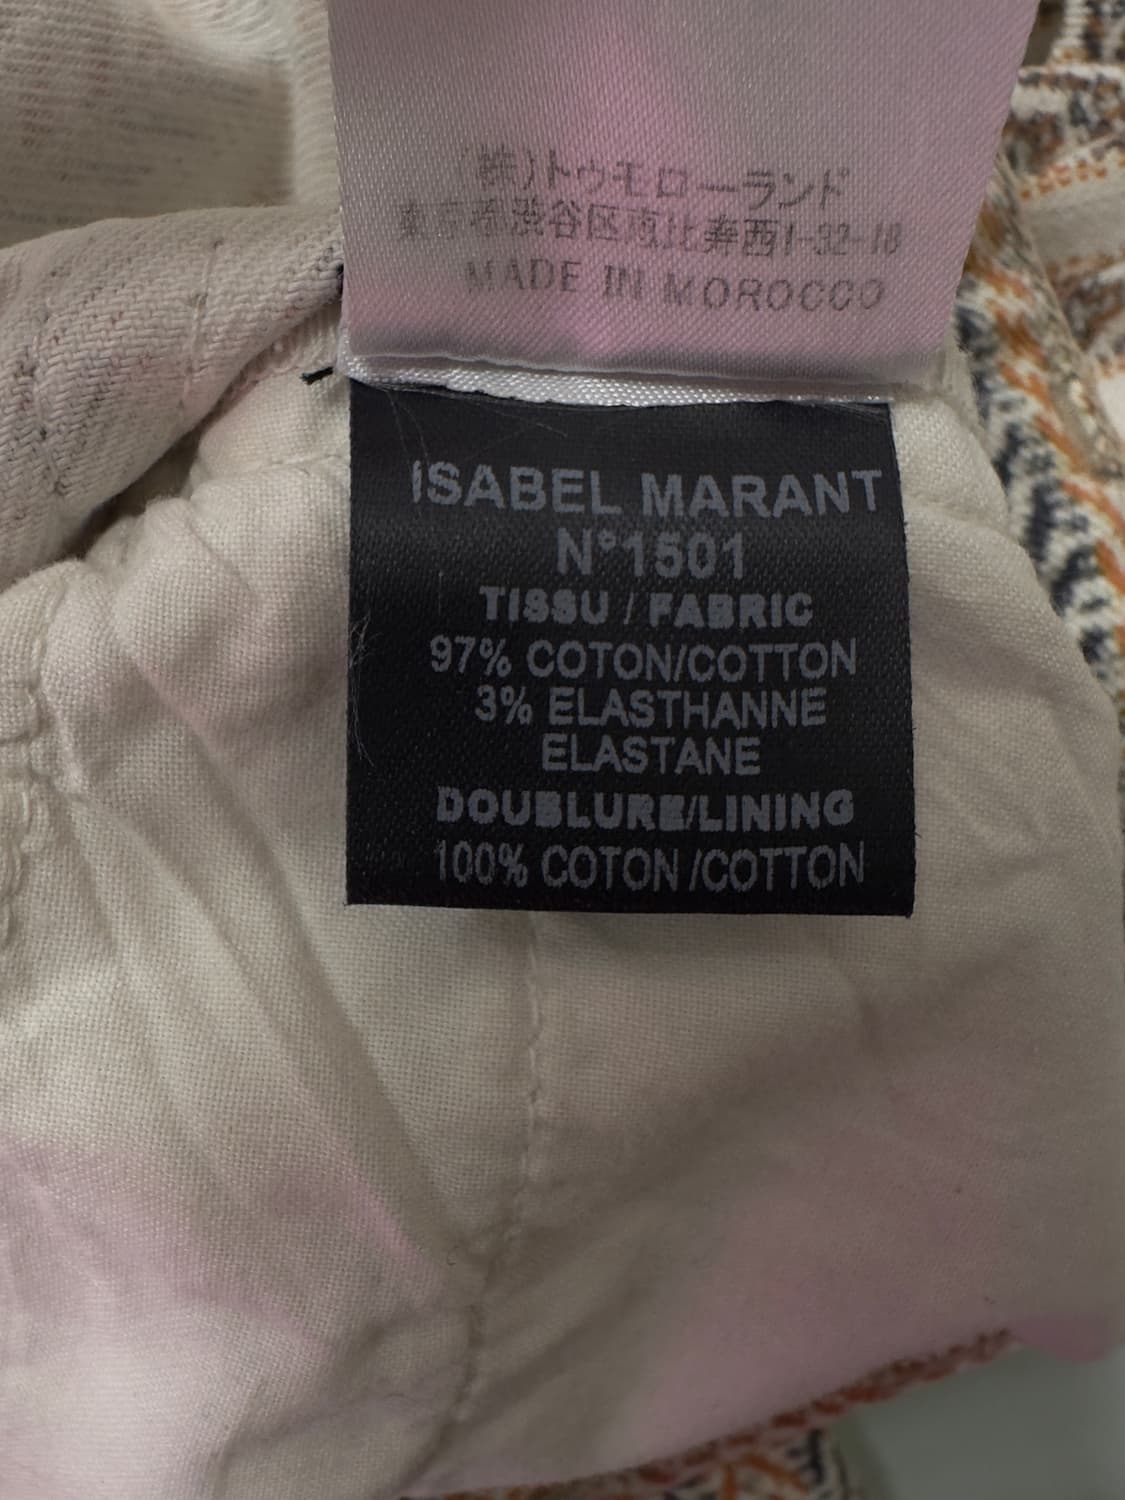 (株)トゥモローランド
東京都渋谷区恵比寿西1-32-18
MADE IN MOROCCO
ISABEL MARANT
N°1501
TISSU / FABRIC
97% COTON/COTTON
3% ELASTHANNE
ELASTANE
DOUBLURE/LINING
100% COTON /COTTON